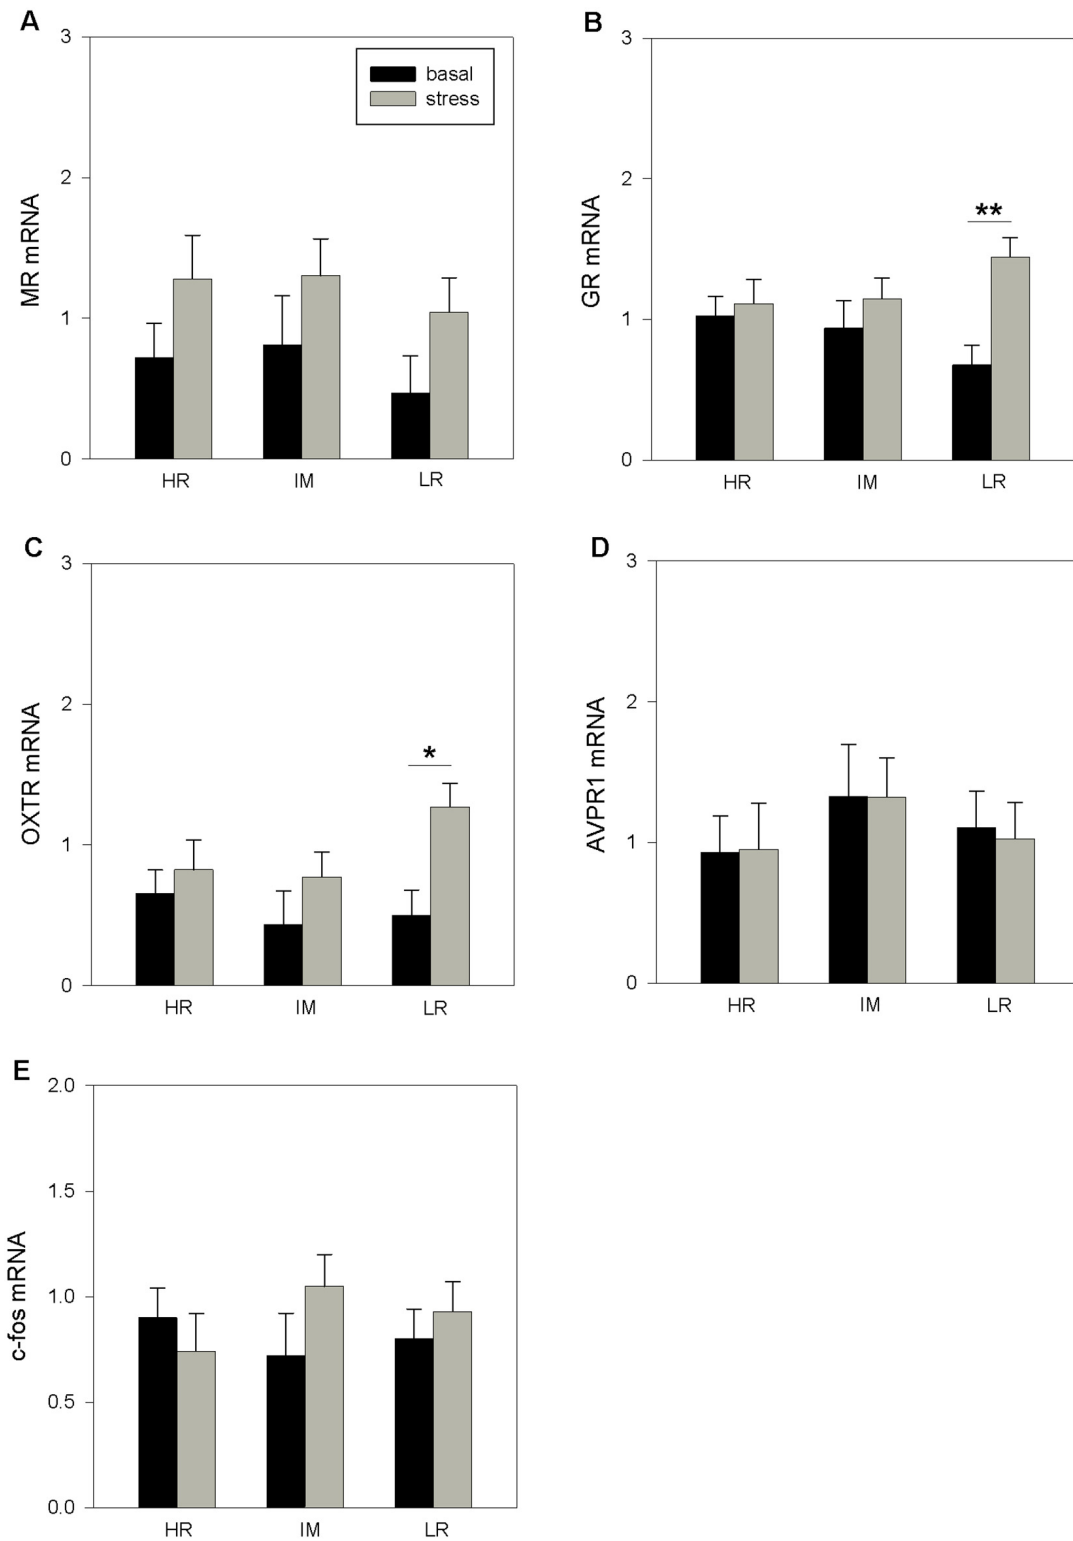 A
3
2
1
0
MR mRNA
basal
stress
HR IM LR
B
3
2
1
0
GR mRNA
**
HR IM LR
C
3
2
1
0
OXTR mRNA
*
HR IM LR
D
3
2
1
0
AVPR1 mRNA
HR IM LR
E
2.0
1.5
1.0
0.5
0.0
c-fos mRNA
HR IM LR